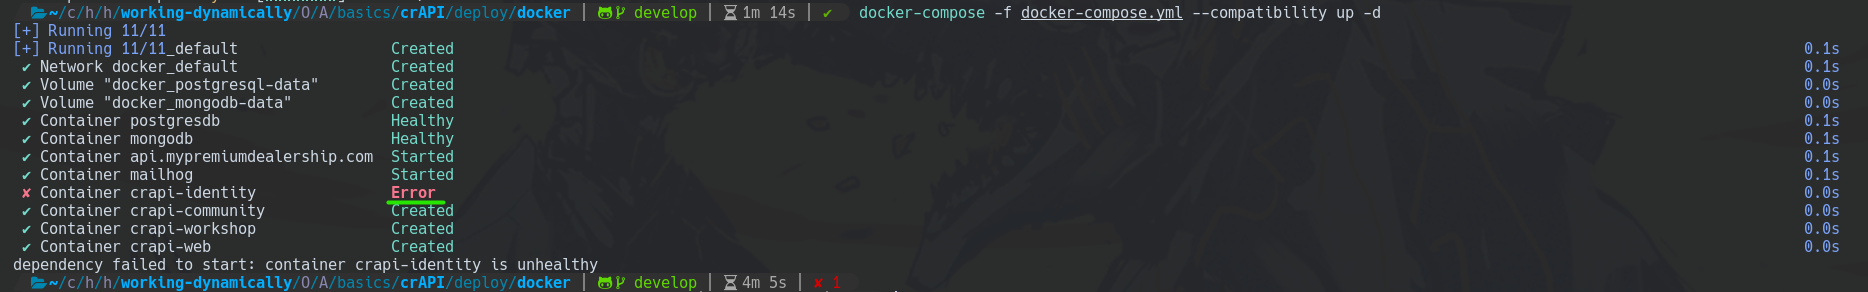 ~/c/h/h/working-dynamically/O/A/basics/crAPI/deploy/docker | develop | 1m 14s | ✔ docker-compose -f docker-compose.yml --compatibility up -d
[+] Running 11/11
[+] Running 11/11_default Created 0.1s
✔ Network docker_default Created 0.1s
✔ Volume "docker_postgresql-data" Created 0.0s
✔ Volume "docker_mongodb-data" Created 0.0s
✔ Container postgresdb Healthy 0.1s
✔ Container mongodb Healthy 0.1s
✔ Container api.mypremiumdealership.com Started 0.1s
✔ Container mailhog Started 0.1s
✘ Container crapi-identity Error 0.0s
✔ Container crapi-community Created 0.0s
✔ Container crapi-workshop Created 0.0s
✔ Container crapi-web Created 0.0s
dependency failed to start: container crapi-identity is unhealthy
~/c/h/h/working-dynamically/O/A/basics/crAPI/deploy/docker | develop | 4m 5s | ✘ 1